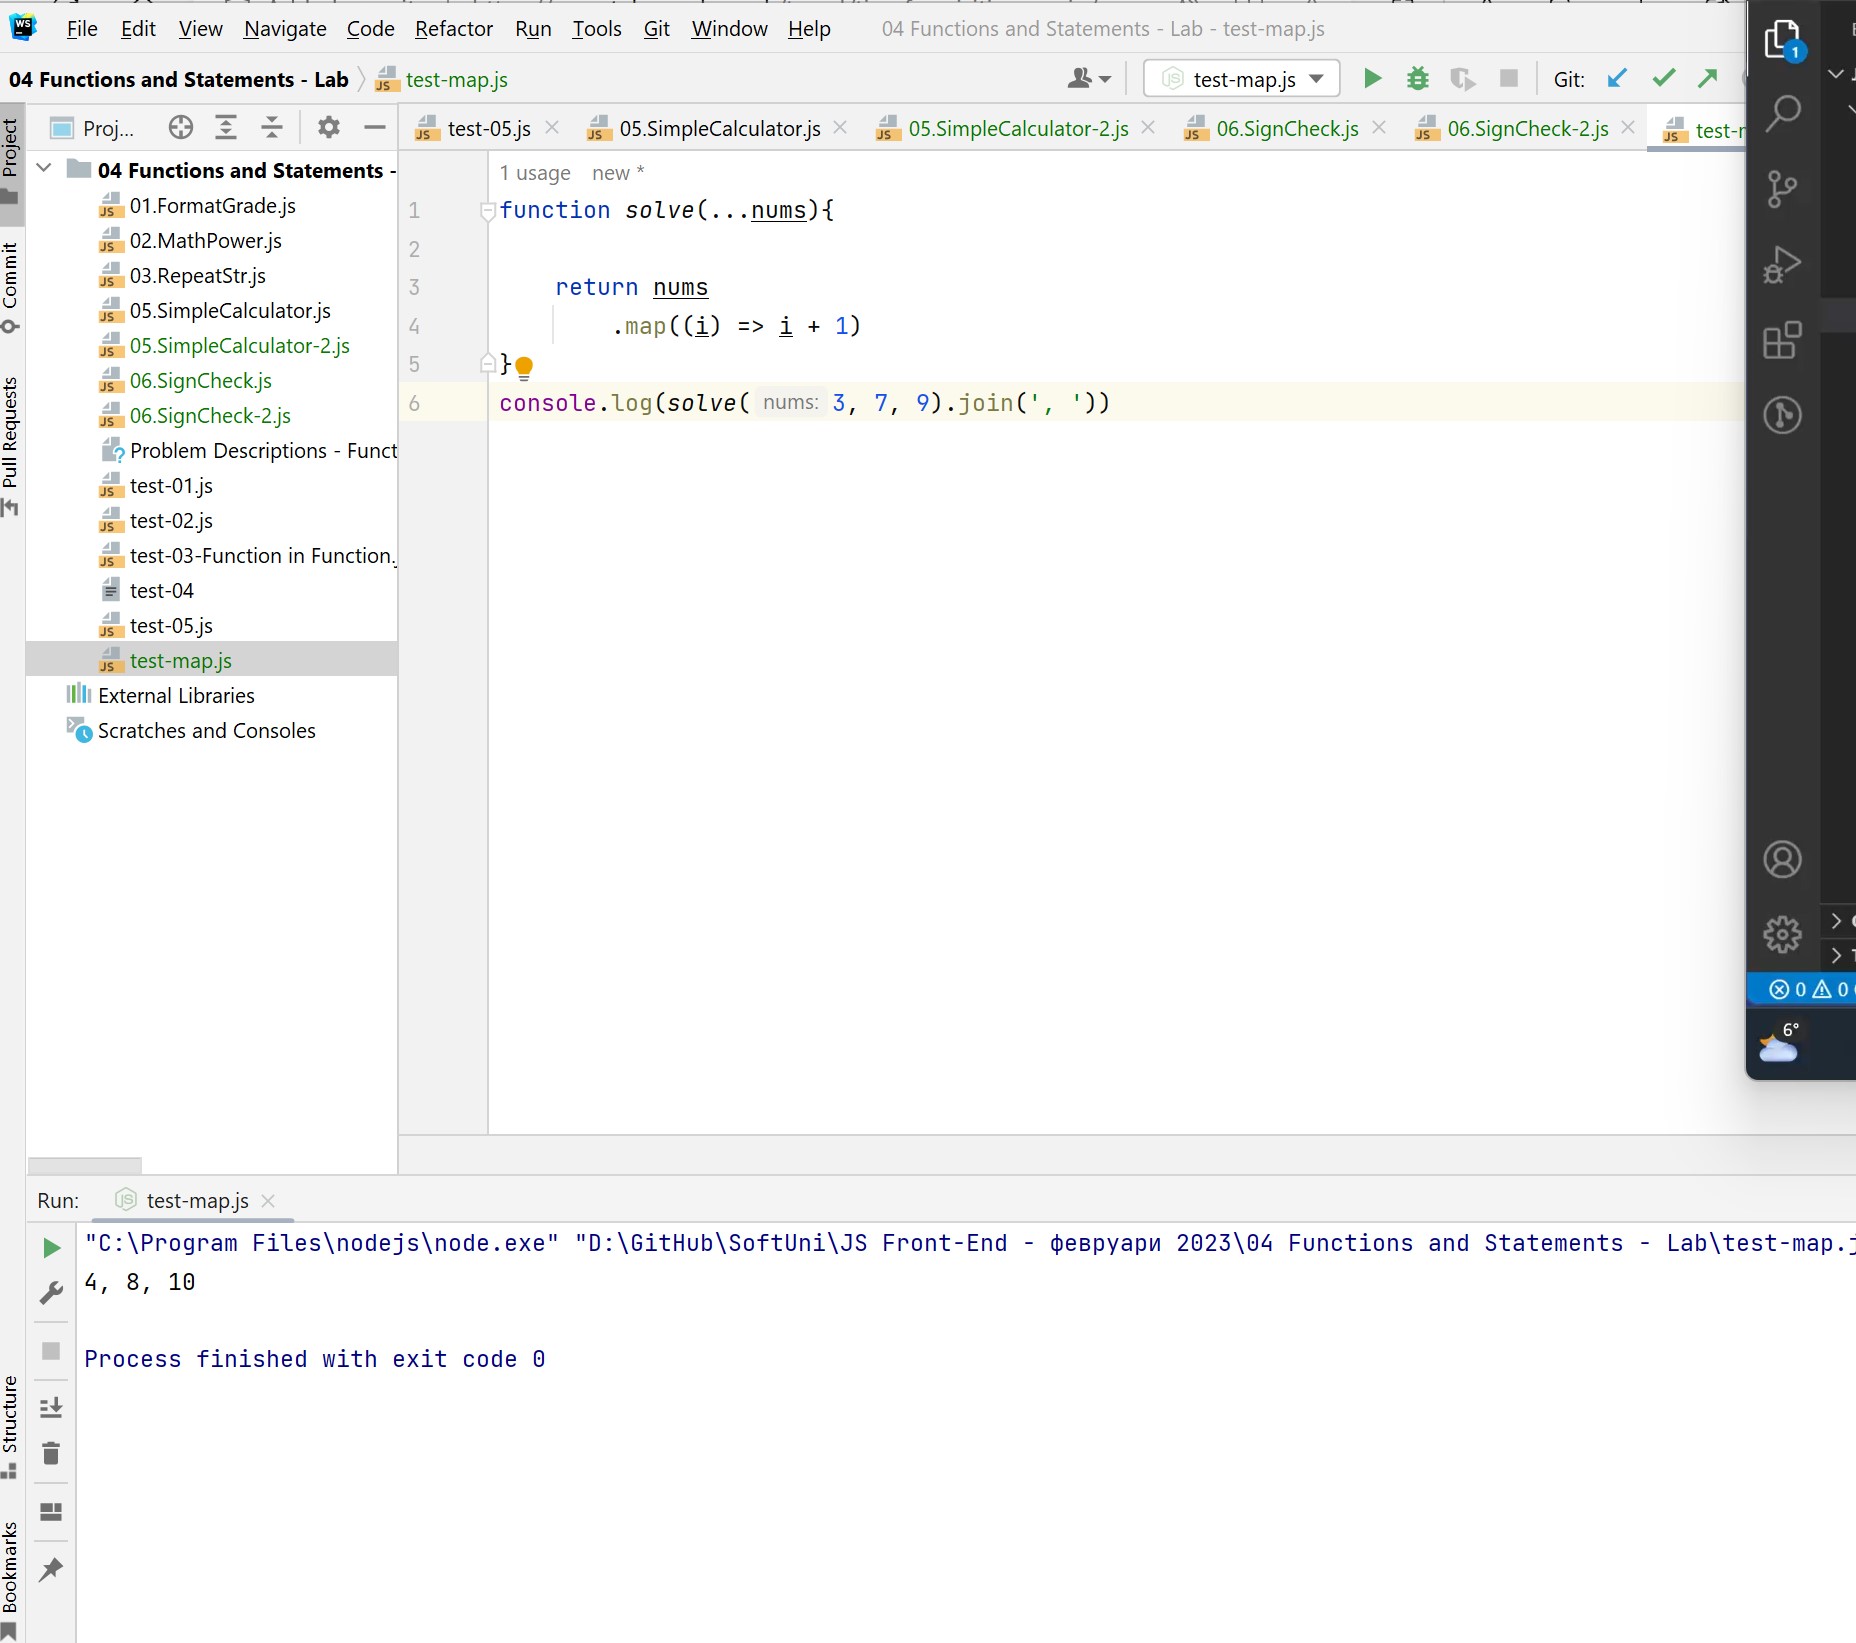 File Edit View Navigate Code Refactor Run Tools Git Window Help 04 Functions and Statements - Lab - test-map.js
04 Functions and Statements - Lab test-map.js test-map.js Git:
Proj... test-05.js 05.SimpleCalculator.js 05.SimpleCalculator-2.js 06.SignCheck.js 06.SignCheck-2.js
Project
Commit
Pull Requests
Structure
Bookmarks
04 Functions and Statements -
01.FormatGrade.js
02.MathPower.js
03.RepeatStr.js
05.SimpleCalculator.js
05.SimpleCalculator-2.js
06.SignCheck.js
06.SignCheck-2.js
Problem Descriptions - Funct
test-01.js
test-02.js
test-03-Function in Function.
test-04
test-05.js
test-map.js
External Libraries
Scratches and Consoles
1 usage new *
1 function solve(...nums){
2
3 return nums
4 .map((i) => i + 1)
5 }
6 console.log(solve( nums: 3, 7, 9).join(', '))
1
0 0
6°
Run: test-map.js
"C:\Program Files\nodejs\node.exe" "D:\GitHub\SoftUni\JS Front-End - февруари 2023\04 Functions and Statements - Lab\test-map.j
4, 8, 10
Process finished with exit code 0